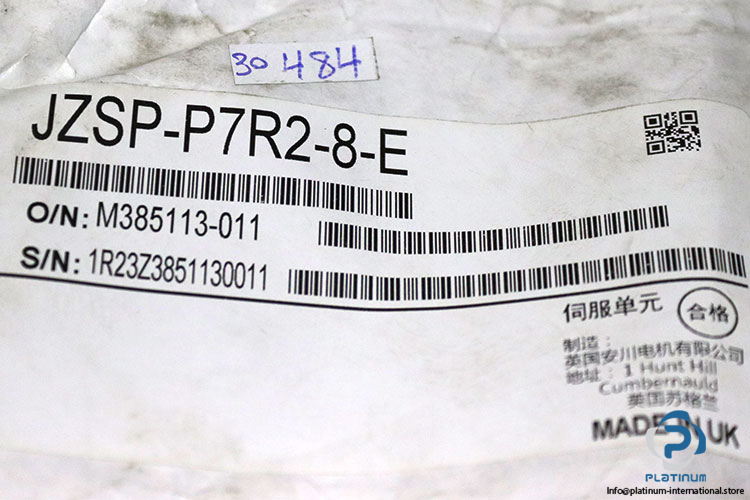 30 484
JZSP-P7R2-8-E
O/N: M385113-011
S/N: 1R23Z3851130011
伺服单元 合格
制造：
英国安川电机有限公司
地址：1 Hunt Hill
Cumbernauld
英国苏格兰
MADE IN UK
PLATINUM
Info@platinum-international.store